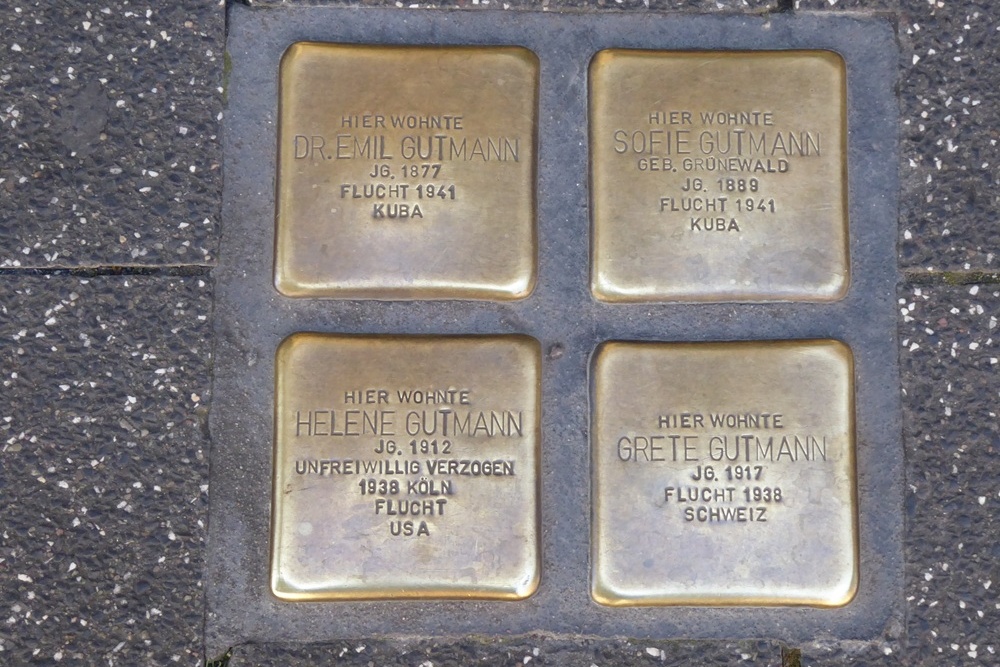 HIER WOHNTE
DR. EMIL GUTMANN
JG. 1877
FLUCHT 1941
KUBA
HIER WOHNTE
SOFIE GUTMANN
GEB. GRÜNEWALD
JG. 1889
FLUCHT 1941
KUBA
HIER WOHNTE
HELENE GUTMANN
JG. 1912
UNFREIWILLIG VERZOGEN
1938 KÖLN
FLUCHT
USA
HIER WOHNTE
GRETE GUTMANN
JG. 1917
FLUCHT 1938
SCHWEIZ